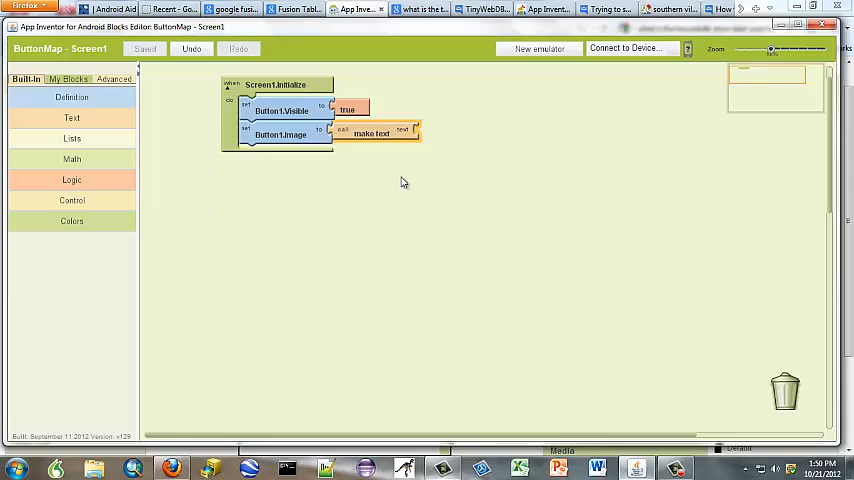 Firefox
Android Aid
Recent - Go...
google fusi...
Fusion Tabl..
App Inve...
what is the t...
TinyWebDB...
App Invent...
Trying to s...
southern vil...
How
App Inventor for Android Blocks Editor: ButtonMap - Screen1
ButtonMap - Screen1
Saved
Undo
Redo
New emulator
Connect to Device...
?
Zoom
Built-In
My Blocks
Advanced
Definition
Text
Lists
Math
Logic
Control
Colors
when
Screen1.Initialize
do
set
Button1.Visible
to
true
set
Button1.Image
to
call
make text
text
Built: September 11 2012 Version: v129
Media
Default
1:50 PM
10/21/2012